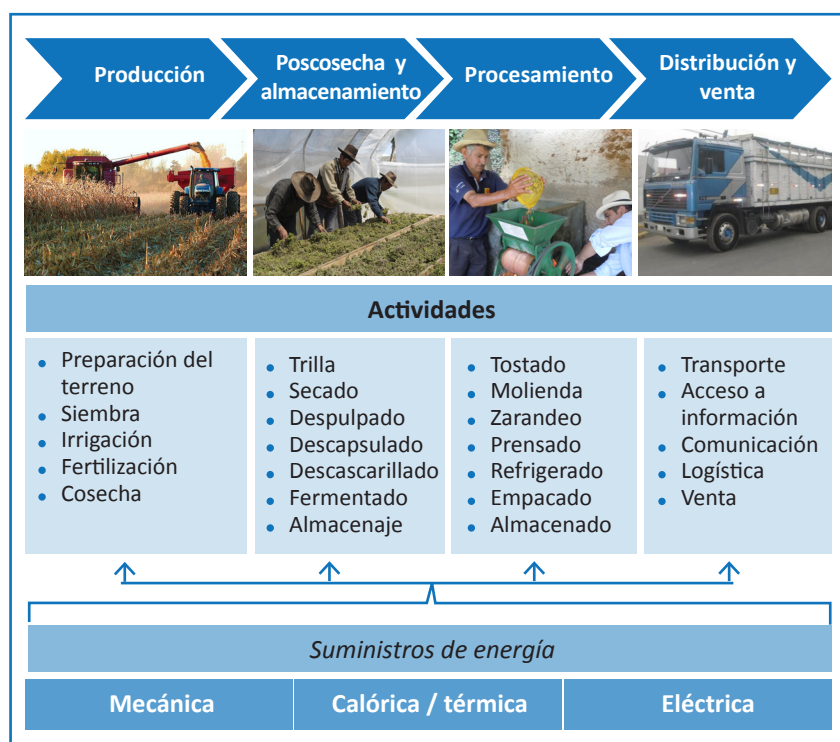 Producción
Poscosecha y
almacenamiento
Procesamiento
Distribución y
venta
Actividades
• Preparación del
terreno
• Siembra
• Irrigación
• Fertilización
• Cosecha
• Trilla
• Secado
• Despulpado
• Descapsulado
• Descascarillado
• Fermentado
• Almacenaje
• Tostado
• Molienda
• Zarandeo
• Prensado
• Refrigerado
• Empacado
• Almacenado
• Transporte
• Acceso a
información
• Comunicación
• Logística
• Venta
Suministros de energía
Mecánica
Calórica / térmica
Eléctrica